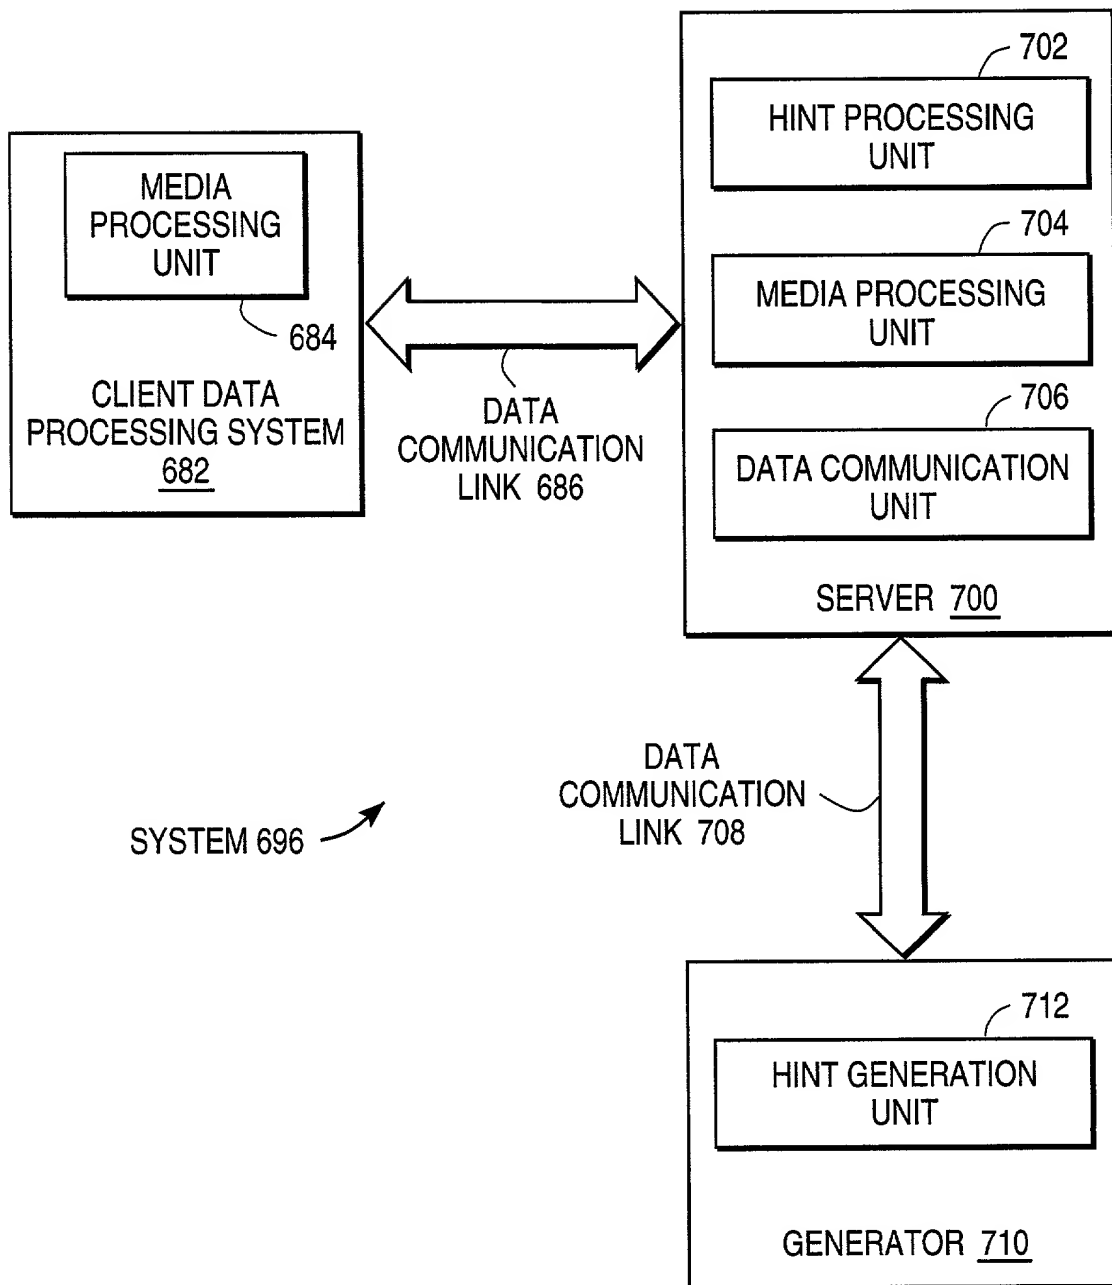 MEDIA
PROCESSING
UNIT
684
CLIENT DATA
PROCESSING SYSTEM
682
DATA
COMMUNICATION
LINK 686
702
HINT PROCESSING
UNIT
704
MEDIA PROCESSING
UNIT
706
DATA COMMUNICATION
UNIT
SERVER 700
DATA
COMMUNICATION
LINK 708
SYSTEM 696
712
HINT GENERATION
UNIT
GENERATOR 710